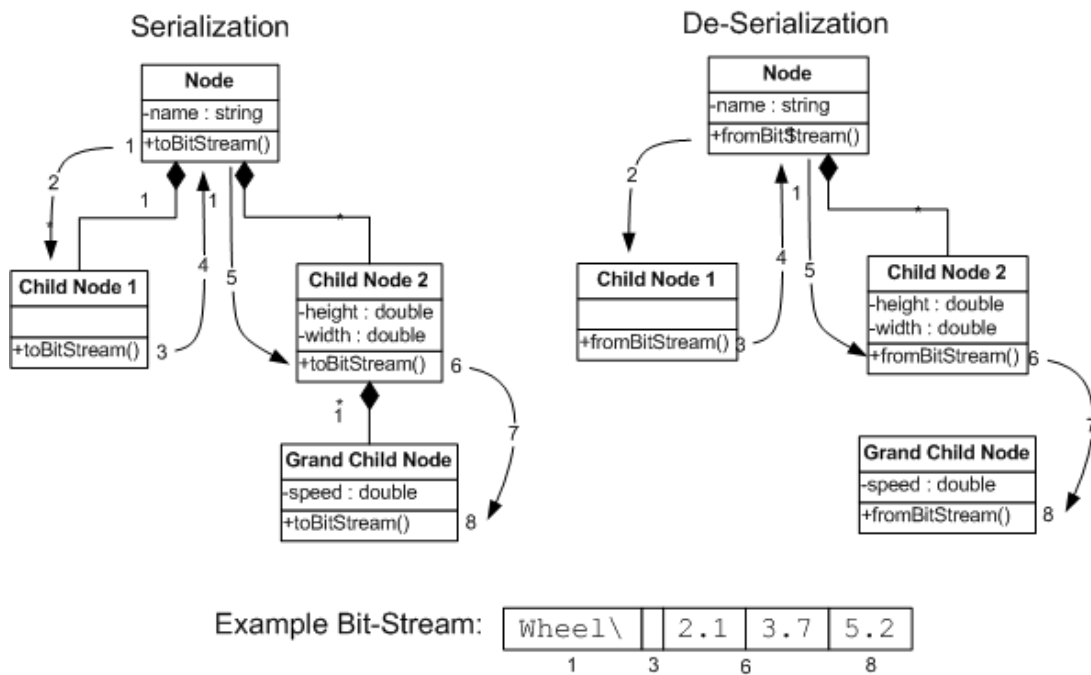 Serialization
Node
-name : string
+toBitStream()
1
2
1
1
*
*
4
5
Child Node 1
+toBitStream()
3
Child Node 2
-height : double
-width : double
+toBitStream()
6
*
1
7
Grand Child Node
-speed : double
+toBitStream()
8
De-Serialization
Node
-name : string
+fromBitStream()
1
2
1
*
4
5
Child Node 1
+fromBitStream()
3
Child Node 2
-height : double
-width : double
+fromBitStream()
6
7
Grand Child Node
-speed : double
+fromBitStream()
8
Example Bit-Stream: Wheel\ 2.1 3.7 5.2
1 3 6 8